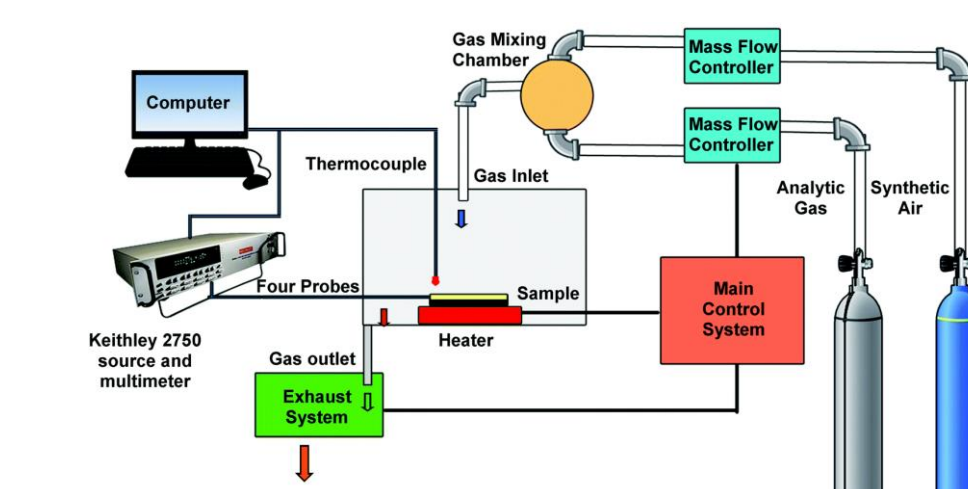 Gas Mixing
Chamber
Mass Flow
Controller
Computer
Mass Flow
Controller
Thermocouple
Gas Inlet
Analytic
Gas
Synthetic
Air
Four Probes
Sample
Main
Control
System
Keithley 2750
source and
multimeter
Heater
Gas outlet
Exhaust
System